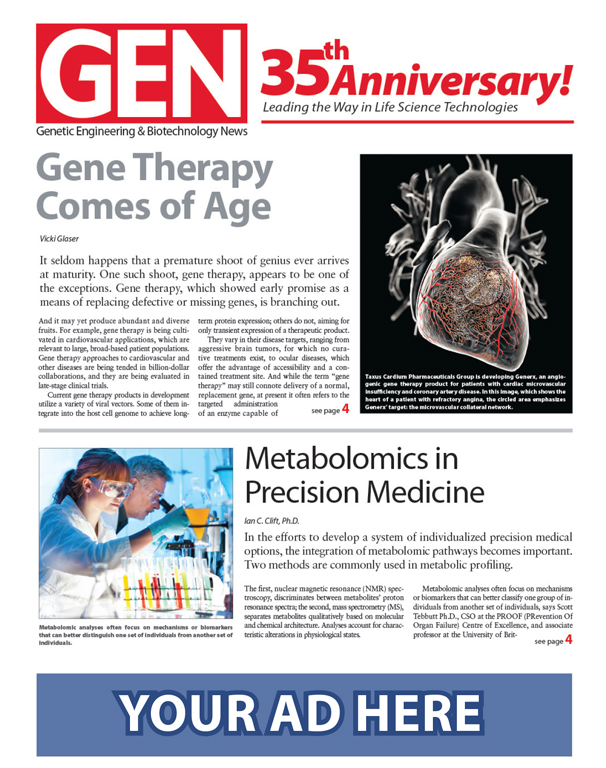 GEN
Genetic Engineering & Biotechnology News
35th Anniversary!
Leading the Way in Life Science Technologies
Gene Therapy
Comes of Age
Vicki Glaser
It seldom happens that a premature shoot of genius ever arrives
at maturity. One such shoot, gene therapy, appears to be one of
the exceptions. Gene therapy, which showed early promise as a
means of replacing defective or missing genes, is branching out.
And it may yet produce abundant and diverse
fruits. For example, gene therapy is being culti-
vated in cardiovascular applications, which are
relevant to large, broad-based patient populations.
Gene therapy approaches to cardiovascular and
other diseases are being tended in billion-dollar
collaborations, and they are being evaluated in
late-stage clinical trials.
Current gene therapy products in development
utilize a variety of viral vectors. Some of them in-
tegrate into the host cell genome to achieve long-
term protein expression; others do not, aiming for
only transient expression of a therapeutic product.
They vary in their disease targets, ranging from
aggressive brain tumors, for which no cura-
tive treatments exist, to ocular diseases, which
offer the advantage of accessibility and a con-
tained treatment site. And while the term "gene
therapy" may still connote delivery of a normal,
replacement gene, at present it often refers to the
targeted administration
of an enzyme capable of
see page 4
Taxus Cardium Pharmaceuticals Group is developing Generx, an angio-
genic gene therapy product for patients with cardiac microvascular
insufficiency and coronary artery disease. In this image, which shows the
heart of a patient with refractory angina, the circled area emphasizes
Generx' target: the microvascular collateral network.
Metabolomic analyses often focus on mechanisms or biomarkers
that can better distinguish one set of individuals from another set of
individuals.
Metabolomics in
Precision Medicine
Ian C. Clift, Ph.D.
In the efforts to develop a system of individualized precision medical
options, the integration of metabolomic pathways becomes important.
Two methods are commonly used in metabolic profiling.
The first, nuclear magnetic resonance (NMR) spec-
troscopy, discriminates between metabolites' proton
resonance spectra; the second, mass spectrometry (MS),
separates metabolites qualitatively based on molecular
and chemical architecture. Analyses account for charac-
teristic alterations in physiological states.
Metabolomic analyses often focus on mechanisms
or biomarkers that can better classify one group of in-
dividuals from another set of individuals, says Scott
Tebbutt Ph.D., CSO at the PROOF (PRevention Of
Organ Failure) Centre of Excellence, and associate
professor at the University of Brit-
see page 4
YOUR AD HERE